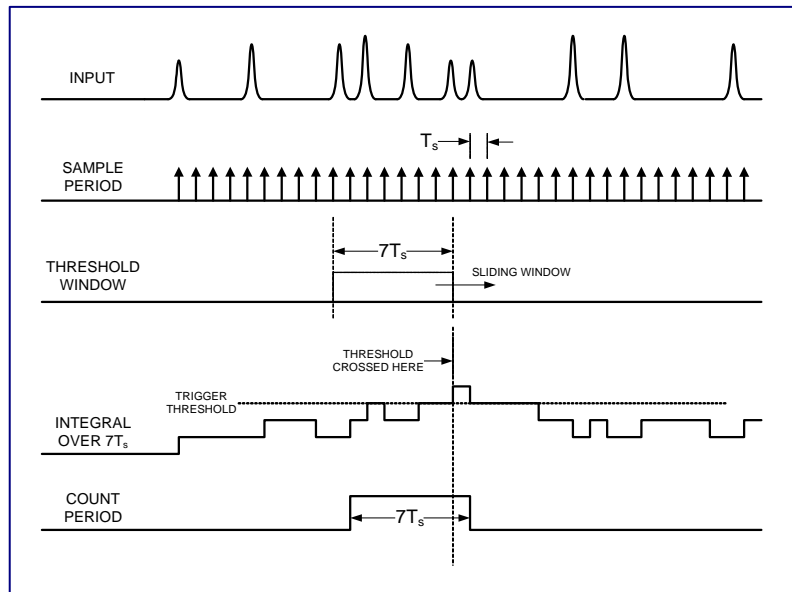 INPUT
Ts
SAMPLE
PERIOD
7Ts
THRESHOLD
WINDOW
SLIDING WINDOW
THRESHOLD
CROSSED HERE
TRIGGER
THRESHOLD
INTEGRAL
OVER 7Ts
COUNT
PERIOD
7Ts